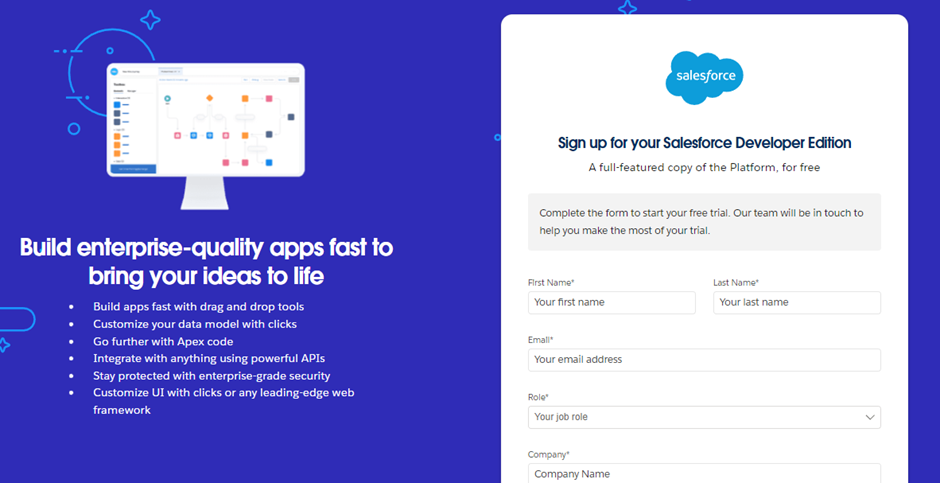 Build enterprise-quality apps fast to
bring your ideas to life
Build apps fast with drag and drop tools
Customize your data model with clicks
Go further with Apex code
Integrate with anything using powerful APIs
Stay protected with enterprise-grade security
Customize UI with clicks or any leading-edge web
framework
salesforce
Sign up for your Salesforce Developer Edition
A full-featured copy of the Platform, for free
Complete the form to start your free trial. Our team will be in touch to
help you make the most of your trial.
First Name* Last Name*
Your first name Your last name
Email*
Your email address
Role*
Your job role
Company*
Company Name